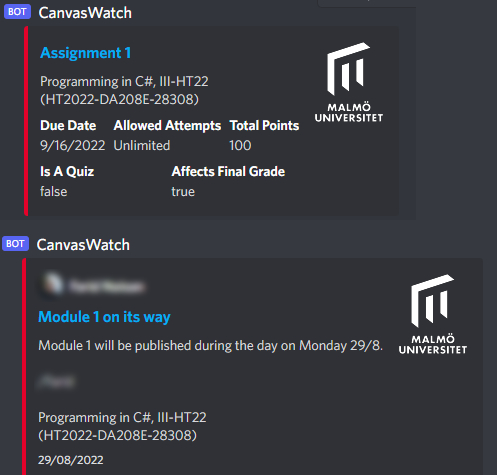 BOT CanvasWatch
Assignment 1
MALMÖ
UNIVERSITET
Programming in C#, III-HT22
(HT2022-DA208E-28308)
Due Date Allowed Attempts Total Points
9/16/2022 Unlimited 100
Is A Quiz Affects Final Grade
false true
BOT CanvasWatch
Module 1 on its way
MALMÖ
UNIVERSITET
Module 1 will be published during the day on Monday 29/8.
Programming in C#, III-HT22
(HT2022-DA208E-28308)
29/08/2022